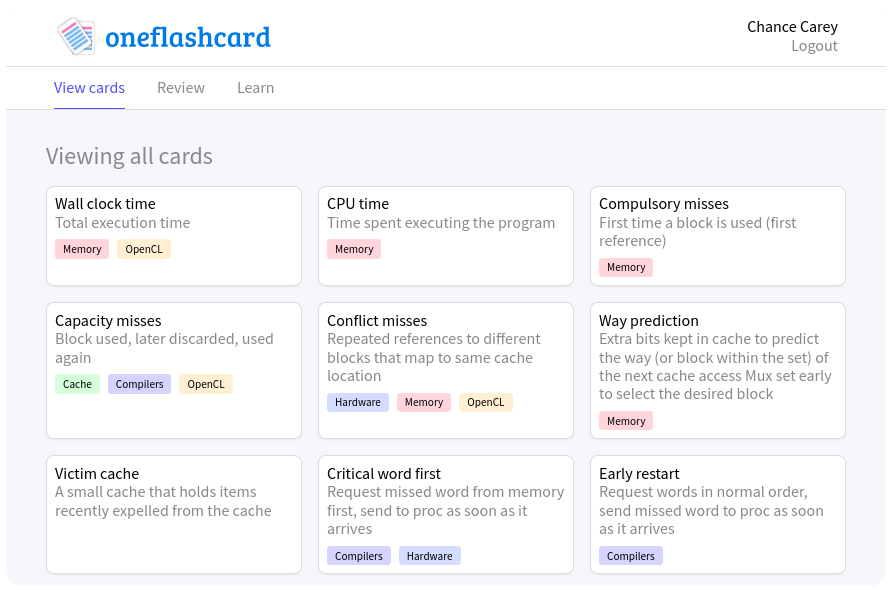 oneflashcard
Chance Carey
Logout
View cards
Review
Learn
Viewing all cards
Wall clock time
Total execution time
Memory
OpenCL
CPU time
Time spent executing the program
Memory
Compulsory misses
First time a block is used (first
reference)
Memory
Capacity misses
Block used, later discarded, used
again
Cache
Compilers
OpenCL
Conflict misses
Repeated references to different
blocks that map to same cache
location
Hardware
Memory
OpenCL
Way prediction
Extra bits kept in cache to predict
the way (or block within the set) of
the next cache access Mux set early
to select the desired block
Memory
Victim cache
A small cache that holds items
recently expelled from the cache
Critical word first
Request missed word from memory
first, send to proc as soon as it
arrives
Compilers
Hardware
Early restart
Request words in normal order,
send missed word to proc as soon
as it arrives
Compilers